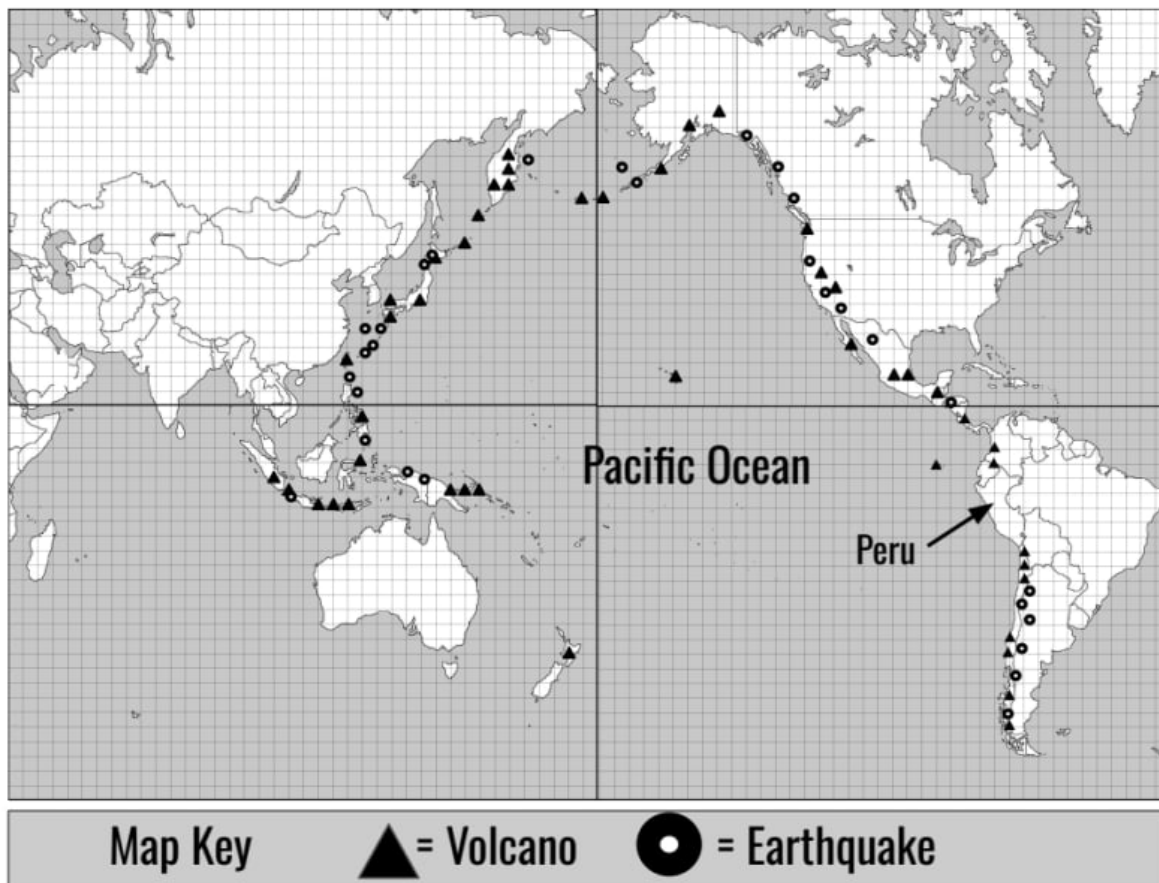 Pacific Ocean
Peru
Map Key = Volcano = Earthquake